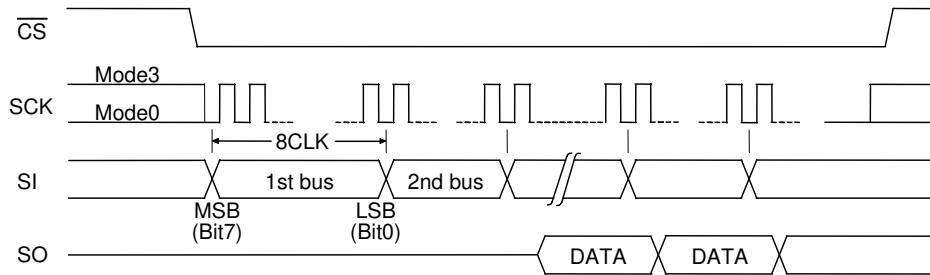 CS
Mode3
SCK
Mode0
8CLK
SI
1st bus
2nd bus
MSB
(Bit7)
LSB
(Bit0)
SO
DATA
DATA